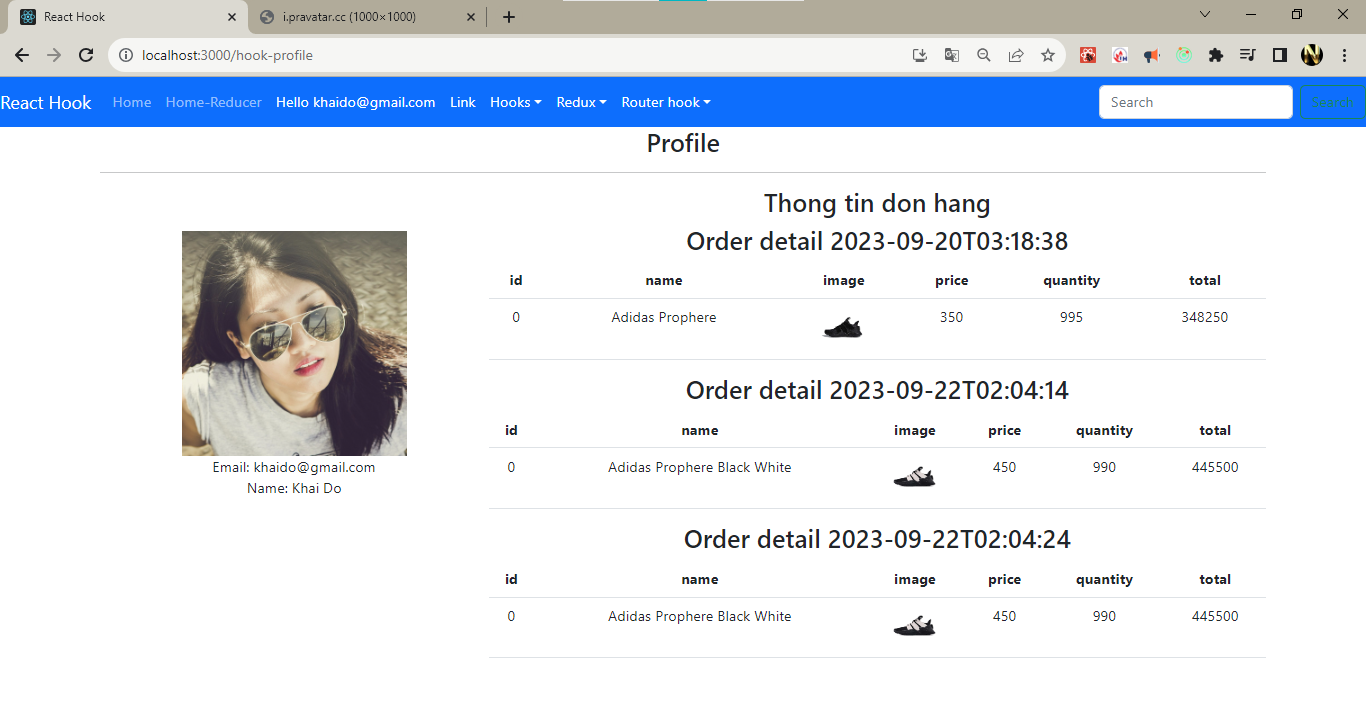 React Hook
i.pravatar.cc (1000×1000)
localhost:3000/hook-profile
React Hook Home Home-Reducer Hello khaido@gmail.com Link Hooks Redux Router hook Search Search
Profile
Thong tin don hang
Order detail 2023-09-20T03:18:38
id name image price quantity total
0 Adidas Prophere 350 995 348250
Order detail 2023-09-22T02:04:14
id name image price quantity total
0 Adidas Prophere Black White 450 990 445500
Email: khaido@gmail.com
Name: Khai Do
Order detail 2023-09-22T02:04:24
id name image price quantity total
0 Adidas Prophere Black White 450 990 445500